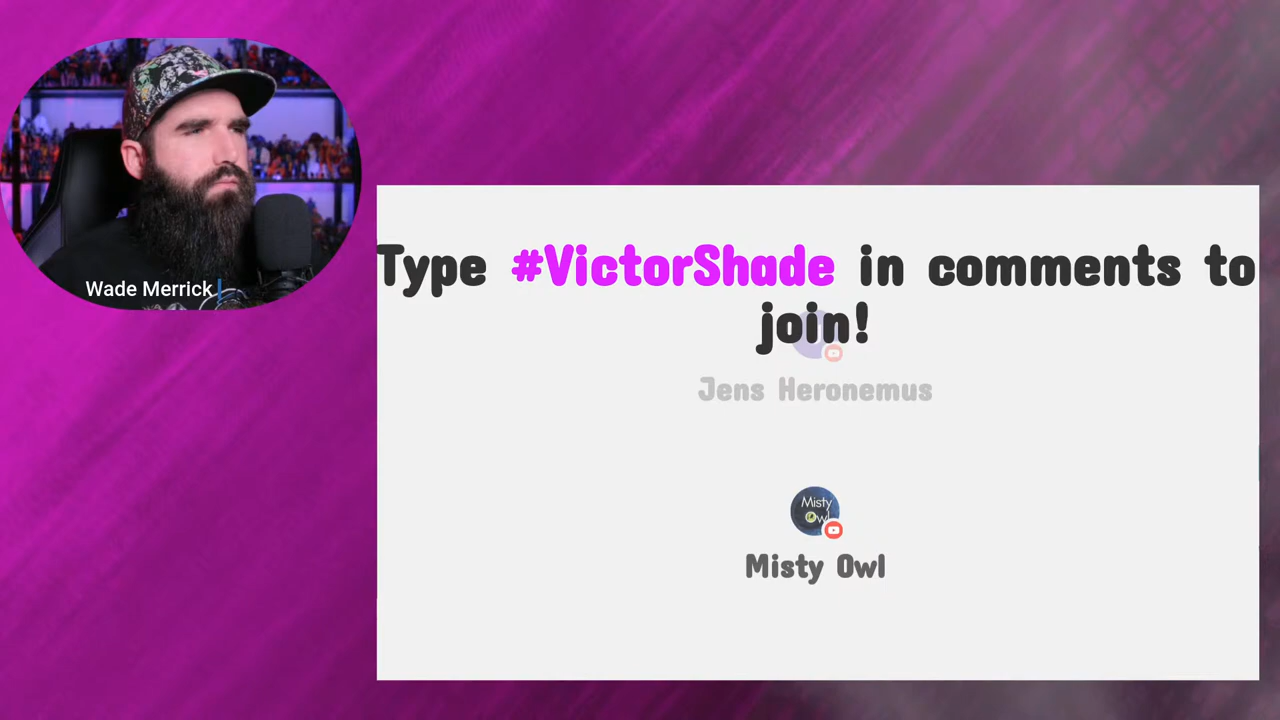 Wade Merrick
Type #VictorShade in comments to
join!
Jens Heronemus
Misty
Owl
Misty Owl